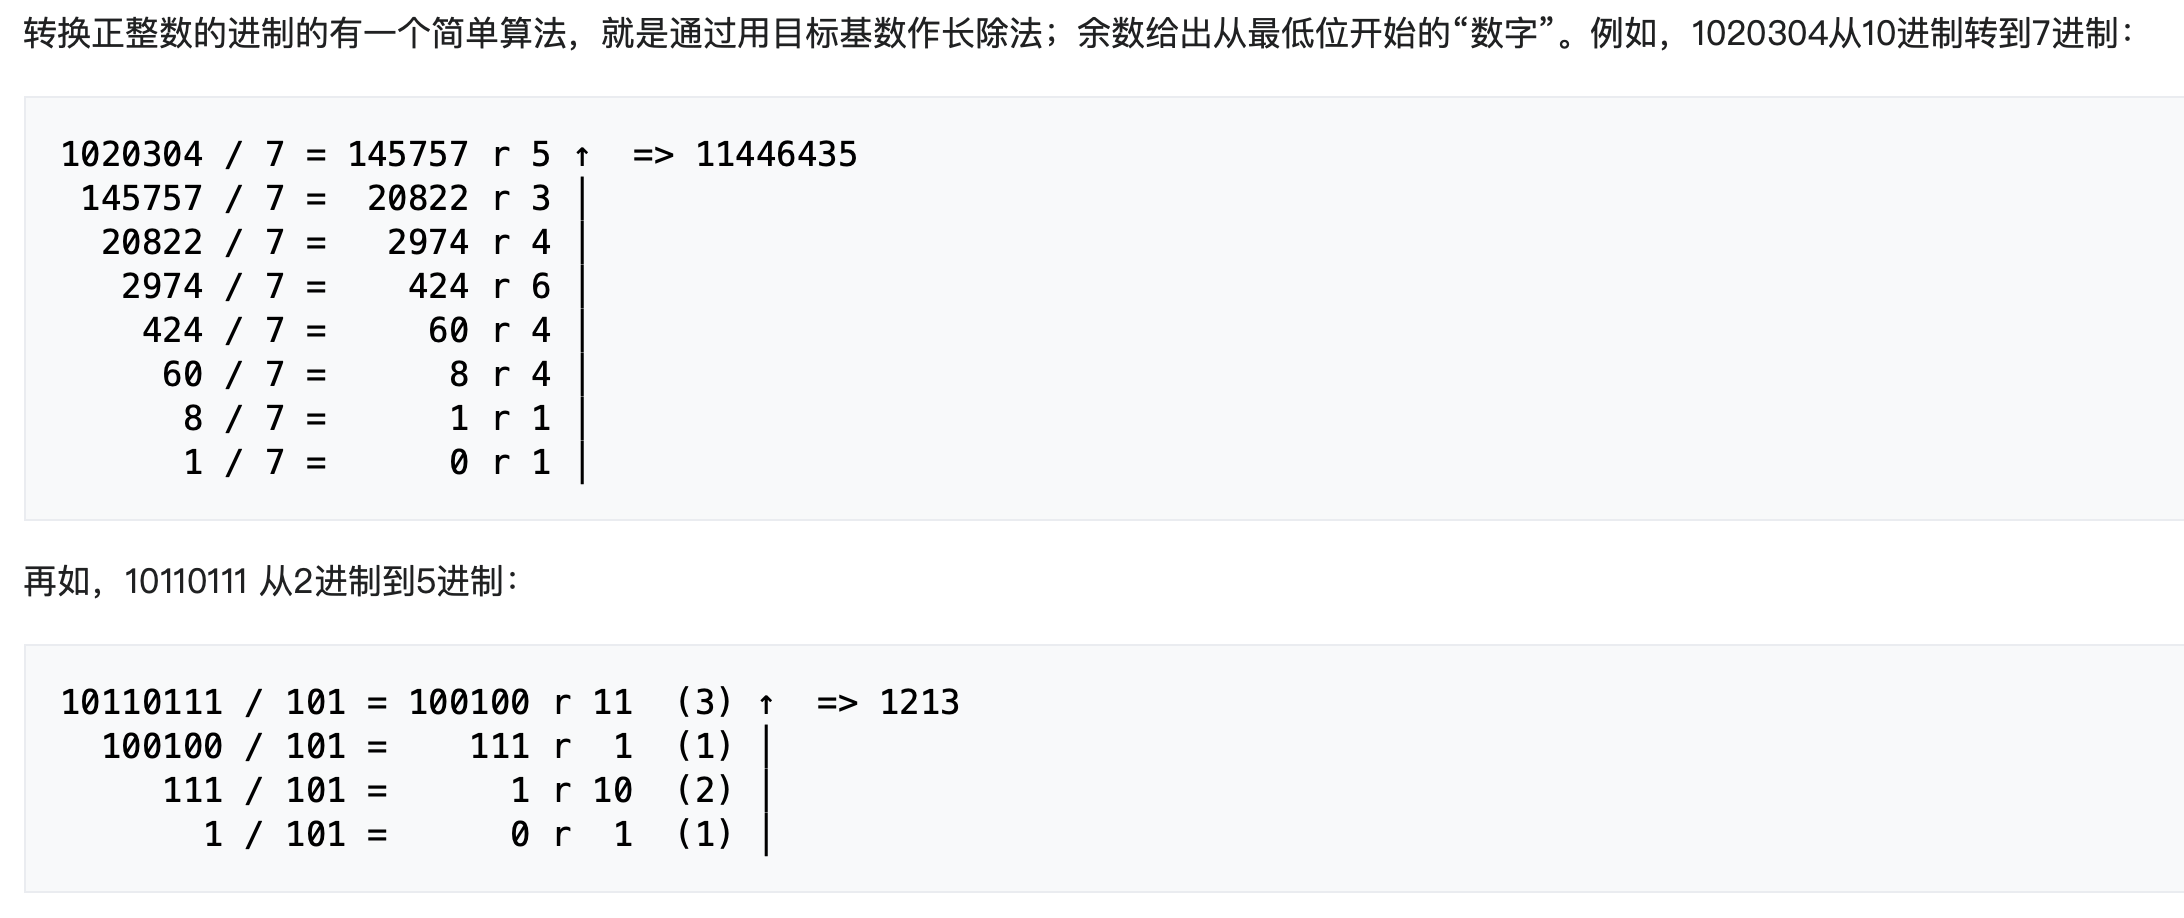 转换正整数的进制的有一个简单算法，就是通过用目标基数作长除法；余数给出从最低位开始的“数字”。例如，1020304从10进制转到7进制：
1020304 / 7 = 145757 r 5 ↑  => 11446435
 145757 / 7 =  20822 r 3 │
  20822 / 7 =   2974 r 4 │
   2974 / 7 =    424 r 6 │
    424 / 7 =     60 r 4 │
     60 / 7 =      8 r 4 │
      8 / 7 =      1 r 1 │
      1 / 7 =      0 r 1 │
再如，10110111 从2进制到5进制：
10110111 / 101 = 100100 r 11  (3) ↑  => 1213
  100100 / 101 =    111 r  1  (1) │
     111 / 101 =      1 r 10  (2) │
       1 / 101 =      0 r  1  (1) │